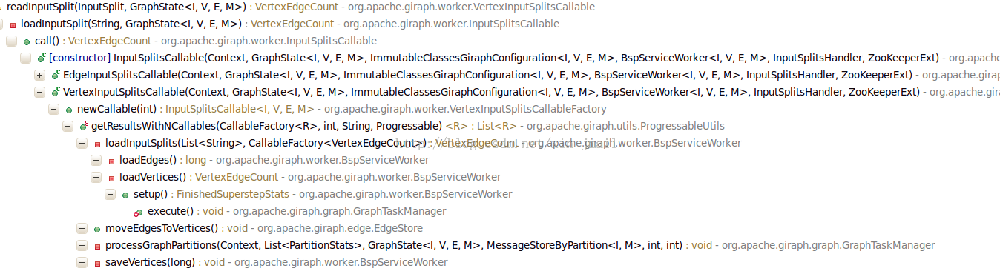 readInputSplit(InputSplit, GraphState<I, V, E, M>) : VertexEdgeCount - org.apache.giraph.worker.VertexInputSplitsCallable
loadInputSplit(String, GraphState<I, V, E, M>) : VertexEdgeCount - org.apache.giraph.worker.InputSplitsCallable
call() : VertexEdgeCount - org.apache.giraph.worker.InputSplitsCallable
[constructor] InputSplitsCallable(Context, GraphState<I, V, E, M>, ImmutableClassesGiraphConfiguration<I, V, E, M>, BspServiceWorker<I, V, E, M>, InputSplitsHandler, ZooKeeperExt) - org.apache
EdgeInputSplitsCallable(Context, GraphState<I, V, E, M>, ImmutableClassesGiraphConfiguration<I, V, E, M>, BspServiceWorker<I, V, E, M>, InputSplitsHandler, ZooKeeperExt) - org.apache.girap
VertexInputSplitsCallable(Context, GraphState<I, V, E, M>, ImmutableClassesGiraphConfiguration<I, V, E, M>, BspServiceWorker<I, V, E, M>, InputSplitsHandler, ZooKeeperExt) - org.apache.gir
newCallable(int) : InputSplitsCallable<I, V, E, M> - org.apache.giraph.worker.VertexInputSplitsCallableFactory
getResultsWithNCallables(CallableFactory<R>, int, String, Progressable) <R> : List<R> - org.apache.giraph.utils.ProgressableUtils
loadInputSplits(List<String>, CallableFactory<VertexEdgeCount>) : VertexEdgeCount - org.apache.giraph.worker.BspServiceWorker
loadEdges() : long - org.apache.giraph.worker.BspServiceWorker
loadVertices() : VertexEdgeCount - org.apache.giraph.worker.BspServiceWorker
setup() : FinishedSuperstepStats - org.apache.giraph.worker.BspServiceWorker
execute() : void - org.apache.giraph.graph.GraphTaskManager
moveEdgesToVertices() : void - org.apache.giraph.edge.EdgeStore
processGraphPartitions(Context, List<PartitionStats>, GraphState<I, V, E, M>, MessageStoreByPartition<I, M>, int, int) : void - org.apache.giraph.graph.GraphTaskManager
saveVertices(long) : void - org.apache.giraph.worker.BspServiceWorker